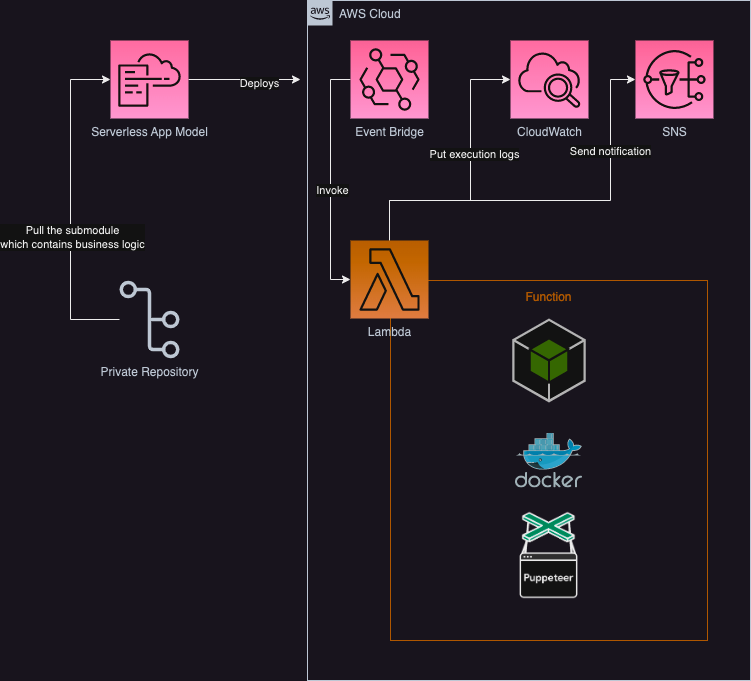 aws
AWS Cloud
Serverless App Model
Deploys
Event Bridge
CloudWatch
SNS
Put execution logs
Send notification
Invoke
Pull the submodule
which contains business logic
Private Repository
Lambda
Function
docker
Puppeteer